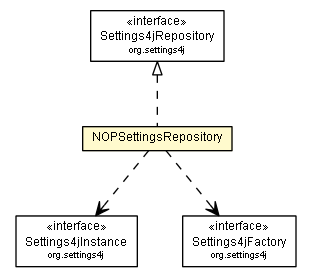 «interface»
Settings4jRepository
org.settings4j
NOPSettingsRepository
«interface»
Settings4jInstance
org.settings4j
«interface»
Settings4jFactory
org.settings4j